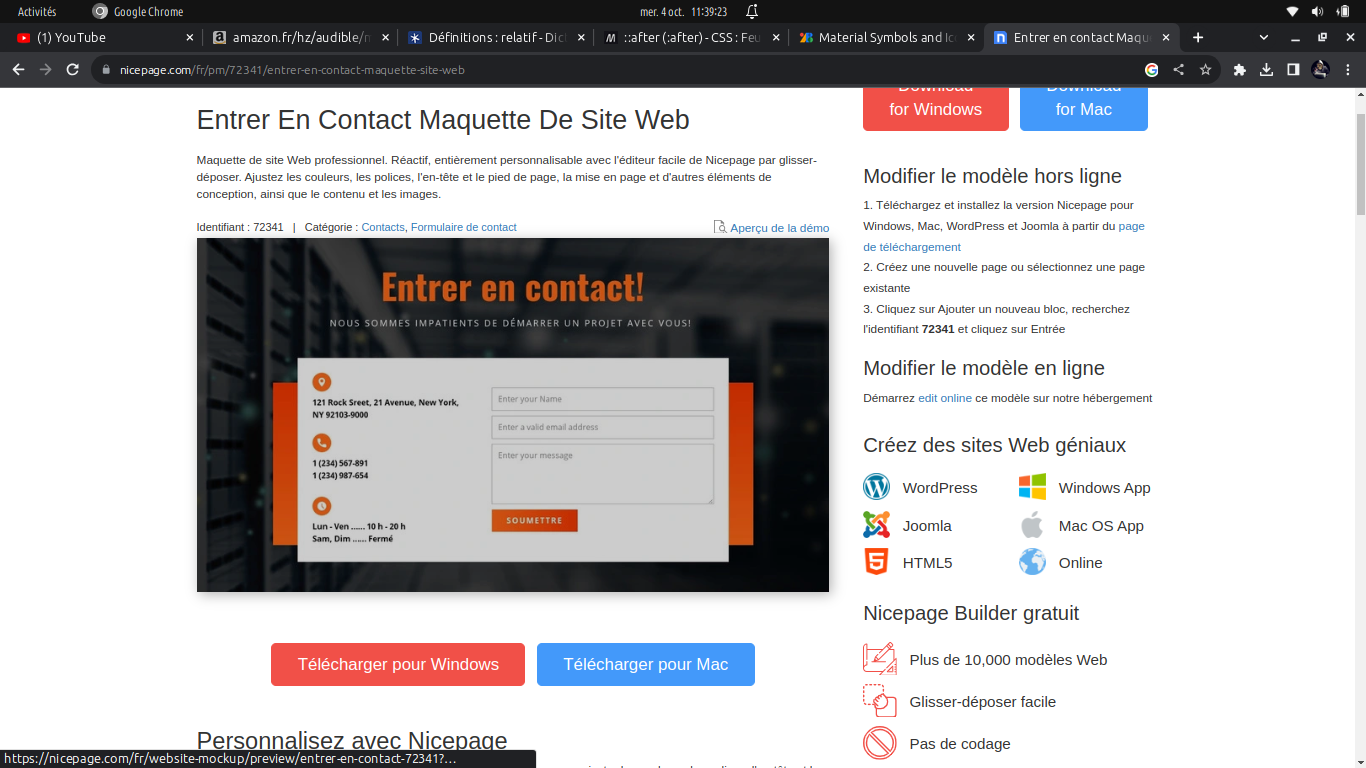 Activités
Google Chrome
mer. 4 oct. 11:39:23
(1) YouTube
amazon.fr/hz/audible/m
Définitions : relatif - Dici
::after (:after) - CSS : Feu
Material Symbols and Ico
Entrer en contact Maque
nicepage.com/fr/pm/72341/entrer-en-contact-maquette-site-web
Entrer En Contact Maquette De Site Web
Maquette de site Web professionnel. Réactif, entièrement personnalisable avec l'éditeur facile de Nicepage par glisser-
déposer. Ajustez les couleurs, les polices, l'en-tête et le pied de page, la mise en page et d'autres éléments de
conception, ainsi que le contenu et les images.
Identifiant : 72341 | Catégorie : Contacts, Formulaire de contact
Aperçu de la démo
Entrer en contact!
NOUS SOMMES IMPATIENTS DE DÉMARRER UN PROJET AVEC VOUS!
121 Rock Sreet, 21 Avenue, New York,
NY 92103-9000
1 (234) 567-891
1 (234) 987-654
Lun - Ven ...... 10 h - 20 h
Sam, Dim ...... Fermé
Enter your Name
Enter a valid email address
Enter your message
SOUMETTRE
Télécharger pour Windows
Télécharger pour Mac
Personnalisez avec Nicepage
Download
for Windows
Download
for Mac
Modifier le modèle hors ligne
1. Téléchargez et installez la version Nicepage pour
Windows, Mac, WordPress et Joomla à partir du page
de téléchargement
2. Créez une nouvelle page ou sélectionnez une page
existante
3. Cliquez sur Ajouter un nouveau bloc, recherchez
l'identifiant 72341 et cliquez sur Entrée
Modifier le modèle en ligne
Démarrez edit online ce modèle sur notre hébergement
Créez des sites Web géniaux
WordPress
Windows App
Joomla
Mac OS App
HTML5
Online
Nicepage Builder gratuit
Plus de 10,000 modèles Web
Glisser-déposer facile
Pas de codage
https://nicepage.com/fr/website-mockup/preview/entrer-en-contact-72341?...